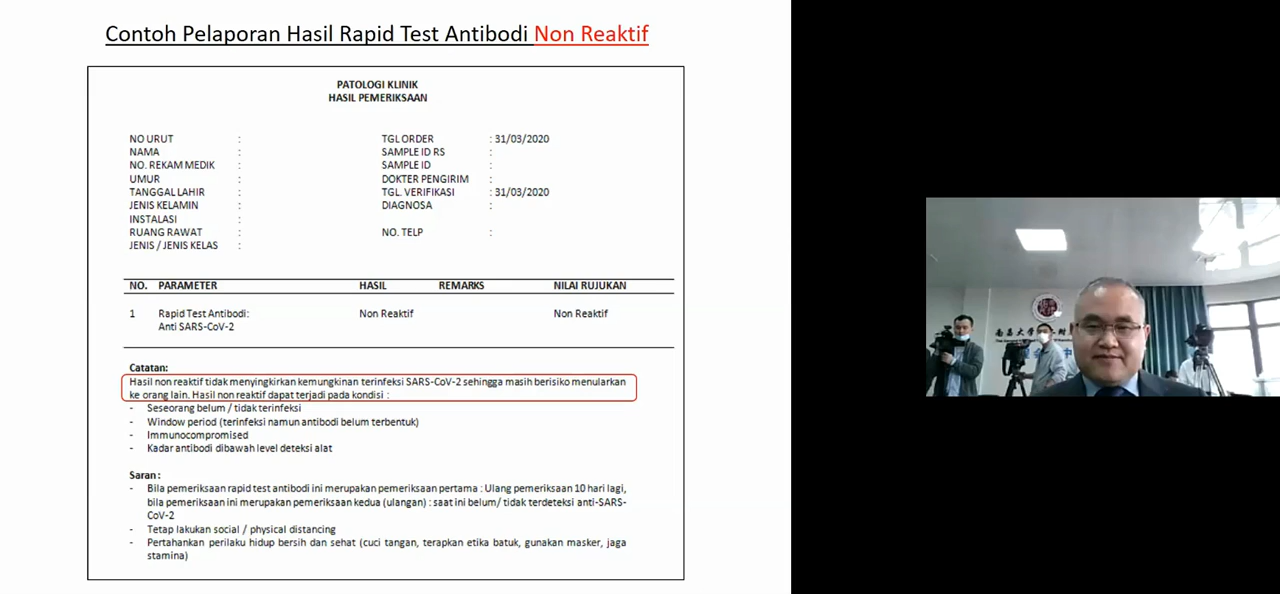 Contoh Pelaporan Hasil Rapid Test Antibodi Non Reaktif
PATOLOGI KLINIK
HASIL PEMERIKSAAN
NO URUT : TGL ORDER : 31/03/2020
NAMA : SAMPLE ID RS :
NO. REKAM MEDIK : SAMPLE ID :
UMUR : DOKTER PENGIRIM :
TANGGAL LAHIR : TGL. VERIFIKASI : 31/03/2020
JENIS KELAMIN : DIAGNOSA :
INSTALASI :
RUANG RAWAT : NO. TELP :
JENIS / JENIS KELAS :
NO. PARAMETER HASIL REMARKS NILAI RUJUKAN
1 Rapid Test Antibodi: Non Reaktif Non Reaktif
Anti SARS-CoV-2
Catatan:
Hasil non reaktif tidak menyingkirkan kemungkinan terinfeksi SARS-CoV-2 sehingga masih berisiko menularkan
ke orang lain. Hasil non reaktif dapat terjadi pada kondisi :
- Seseorang belum / tidak terinfeksi
- Window period (terinfeksi namun antibodi belum terbentuk)
- Immunocompromised
- Kadar antibodi dibawah level deteksi alat
Saran :
- Bila pemeriksaan rapid test antibodi ini merupakan pemeriksaan pertama : Ulang pemeriksaan 10 hari lagi,
bila pemeriksaan ini merupakan pemeriksaan kedua (ulangan) : saat ini belum/ tidak terdeteksi anti-SARS-
CoV-2
- Tetap lakukan social / physical distancing
- Pertahankan perilaku hidup bersih dan sehat (cuci tangan, terapkan etika batuk, gunakan masker, jaga
stamina)
南昌大学